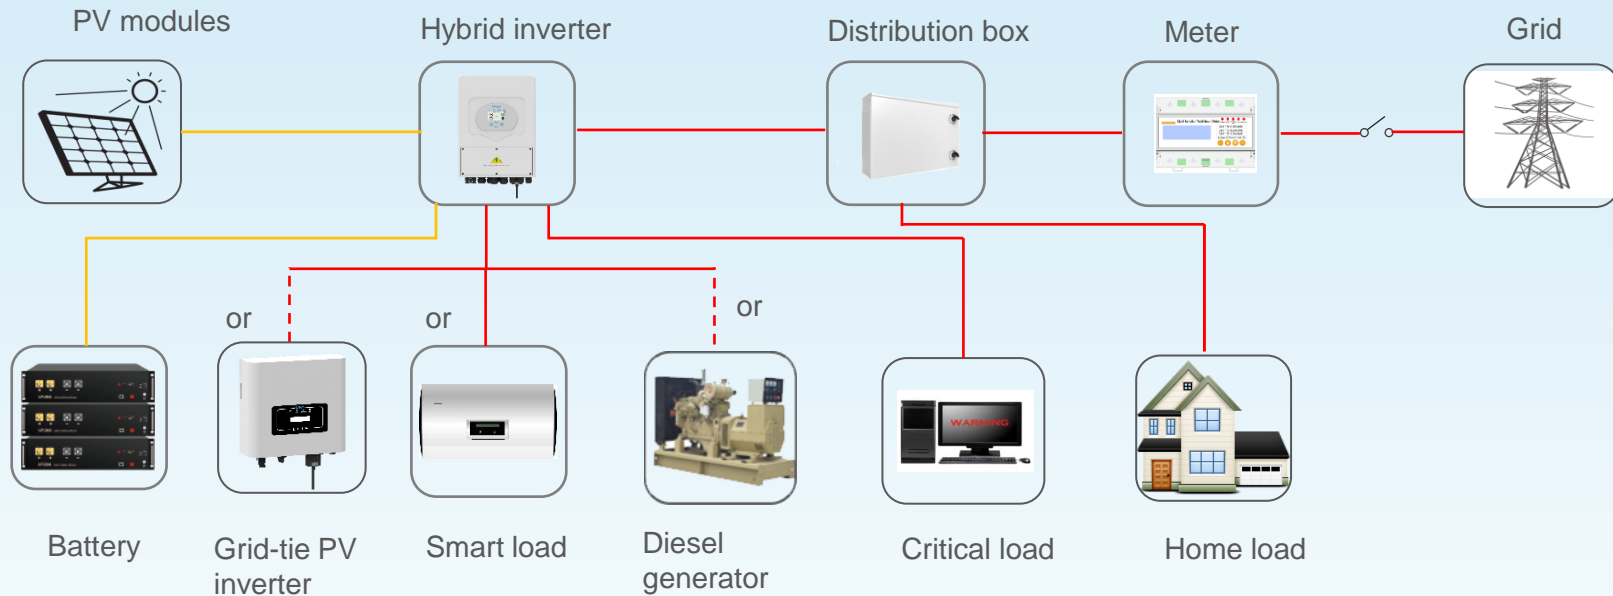 PV modules
Hybrid inverter
Distribution box
Meter
Grid
or
or
or
WARNING
Battery
Grid-tie PV
inverter
Smart load
Diesel
generator
Critical load
Home load